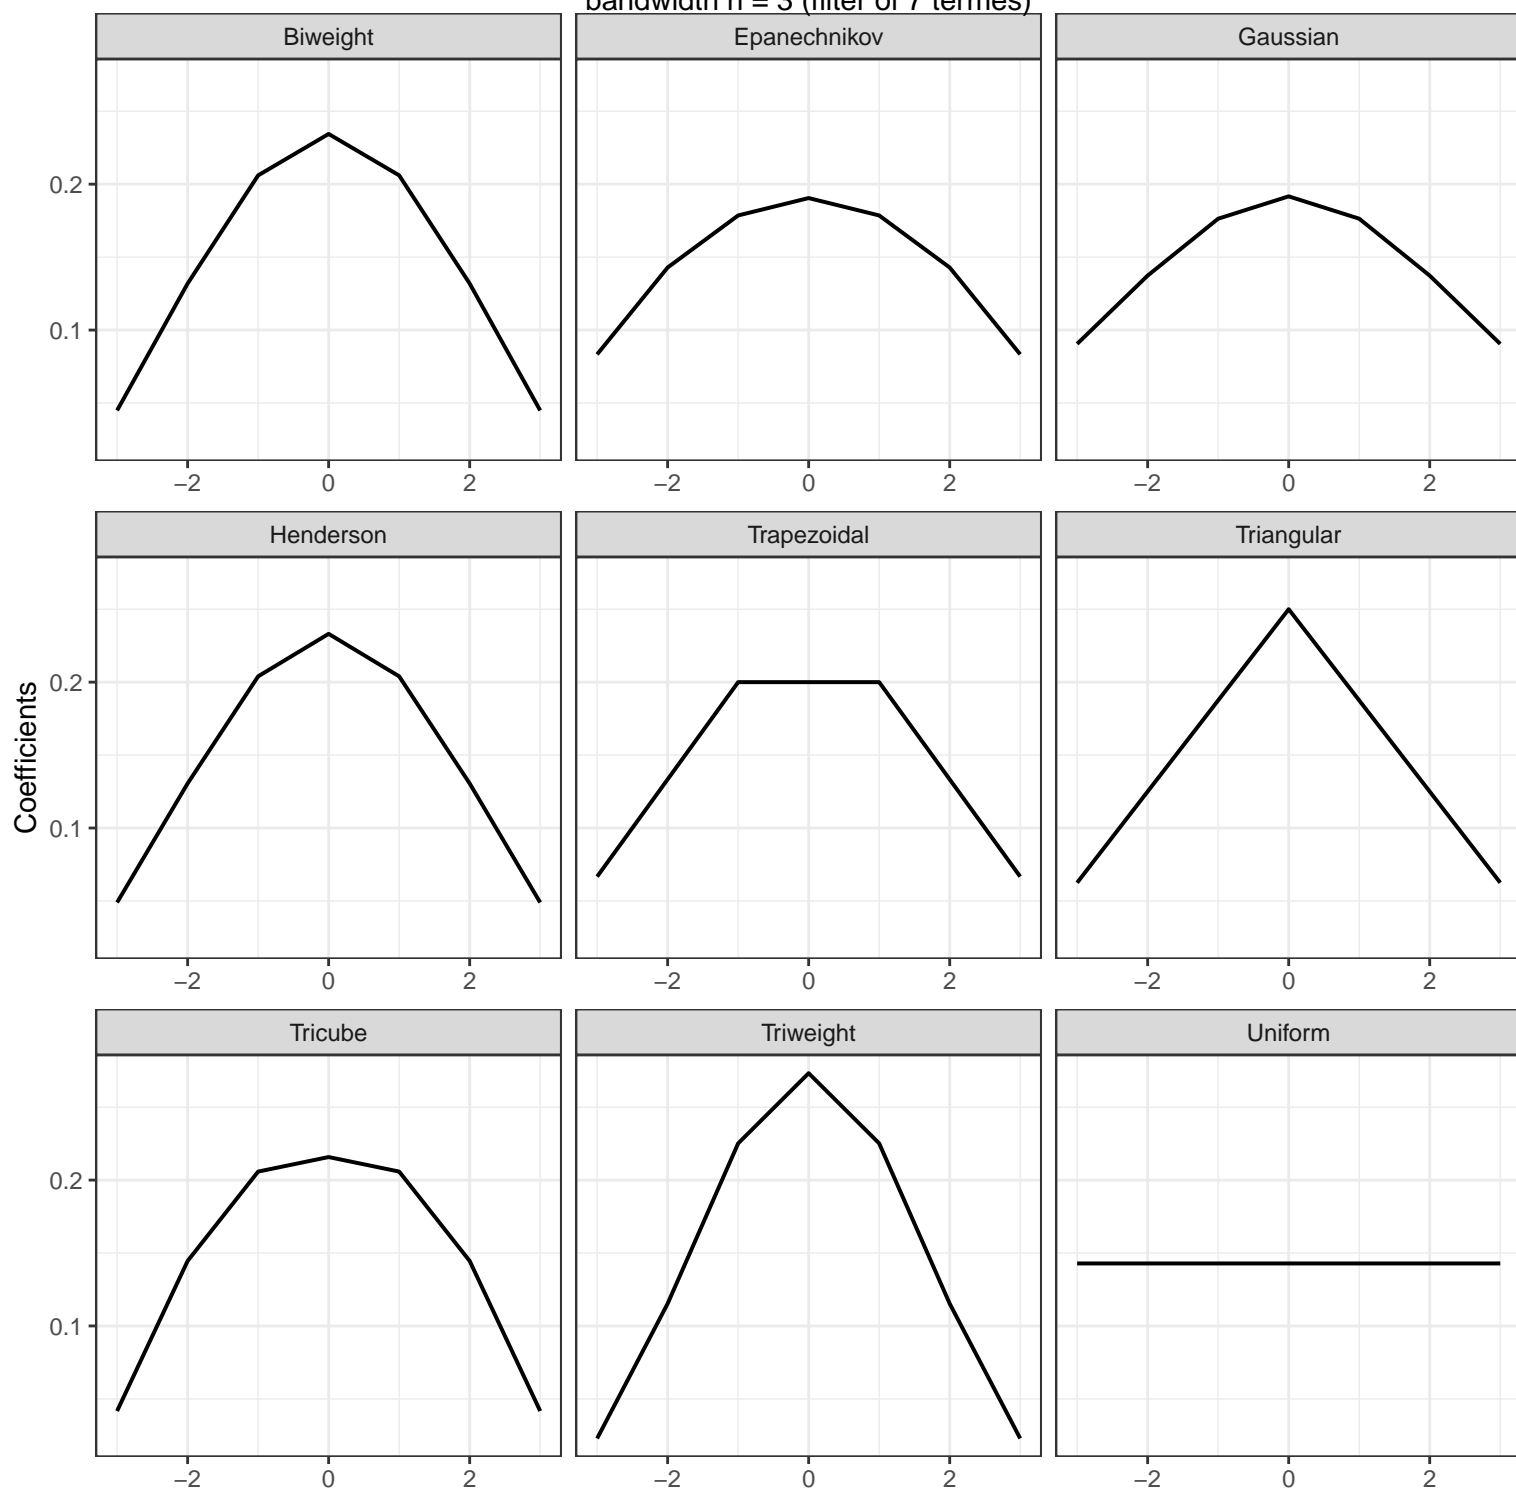 bandwidth h = 3 (filter of 7 termes)
Biweight Epanechnikov Gaussian
0.2
0.1
−2 0 2 −2 0 2 −2 0 2
Henderson Trapezoidal Triangular
Coefficients
0.2
0.1
−2 0 2 −2 0 2 −2 0 2
Tricube Triweight Uniform
0.2
0.1
−2 0 2 −2 0 2 −2 0 2